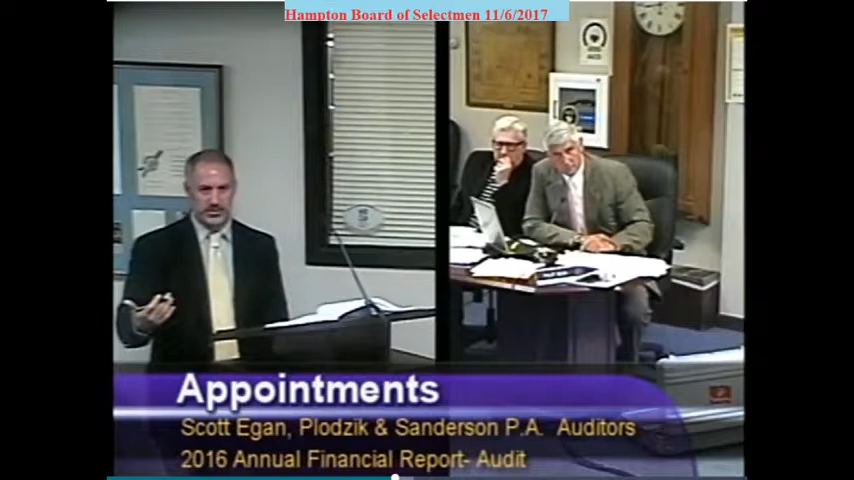 Hampton Board of Selectmen 11/6/2017
Appointments
Scott Egan, Plodzik & Sanderson P.A. Auditors
2016 Annual Financial Report- Audit